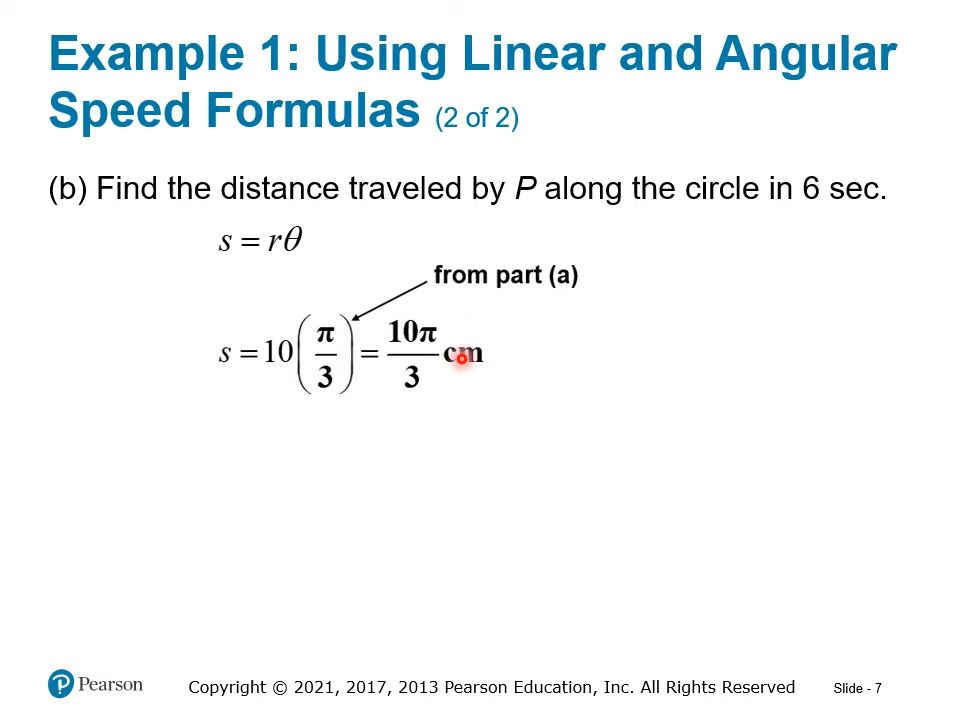 Example 1: Using Linear and Angular
Speed Formulas (2 of 2)
(b) Find the distance traveled by P along the circle in 6 sec.
s = rθ
from part (a)
s = 10(π/3) = 10π/3 cm
Pearson
Copyright © 2021, 2017, 2013 Pearson Education, Inc. All Rights Reserved
Slide - 7